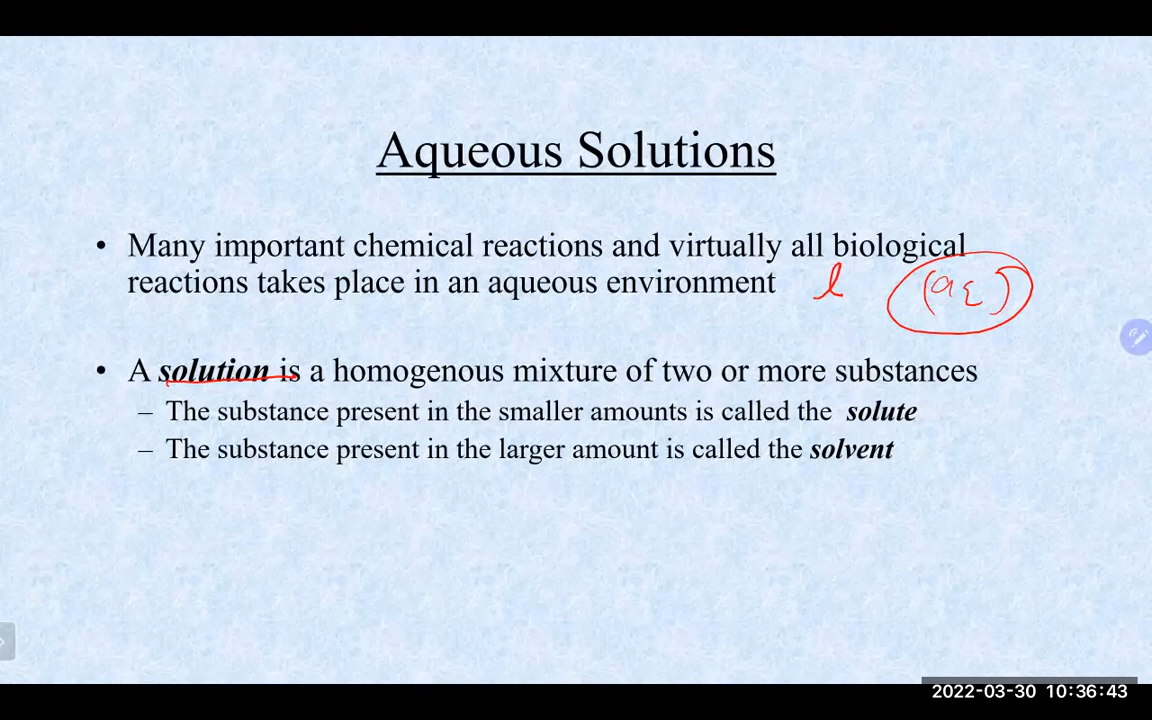 Aqueous Solutions
• Many important chemical reactions and virtually all biological
reactions takes place in an aqueous environment l (aq)
• A solution is a homogenous mixture of two or more substances
– The substance present in the smaller amounts is called the solute
– The substance present in the larger amount is called the solvent
2022-03-30 10:36:43